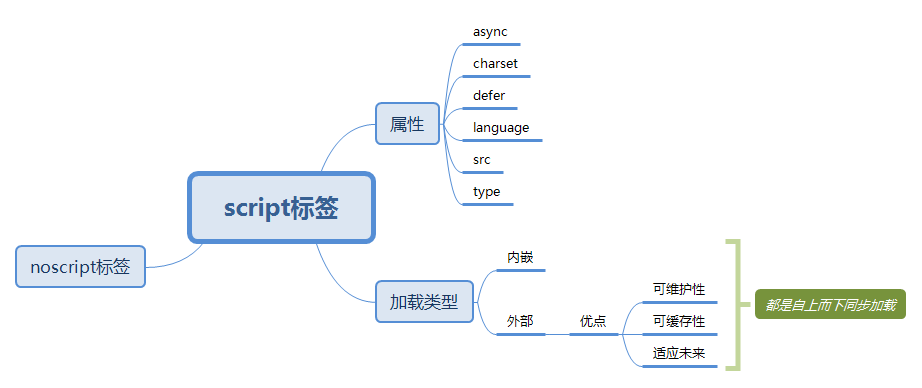 script标签
属性
async
charset
defer
language
src
type
noscript标签
加载类型
内嵌
外部
优点
可维护性
可缓存性
适应未来
都是自上而下同步加载